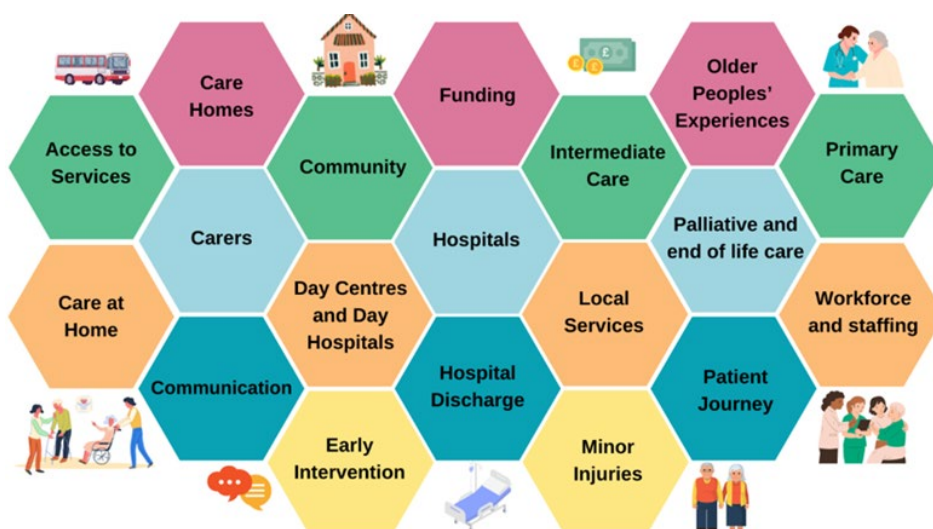 Care
Homes
Funding
Older
Peoples’
Experiences
Access to
Services
Community
Intermediate
Care
Primary
Care
Carers
Hospitals
Palliative and
end of life care
Care at
Home
Day Centres
and Day
Hospitals
Local
Services
Workforce
and staffing
Communication
Hospital
Discharge
Patient
Journey
Early
Intervention
Minor
Injuries